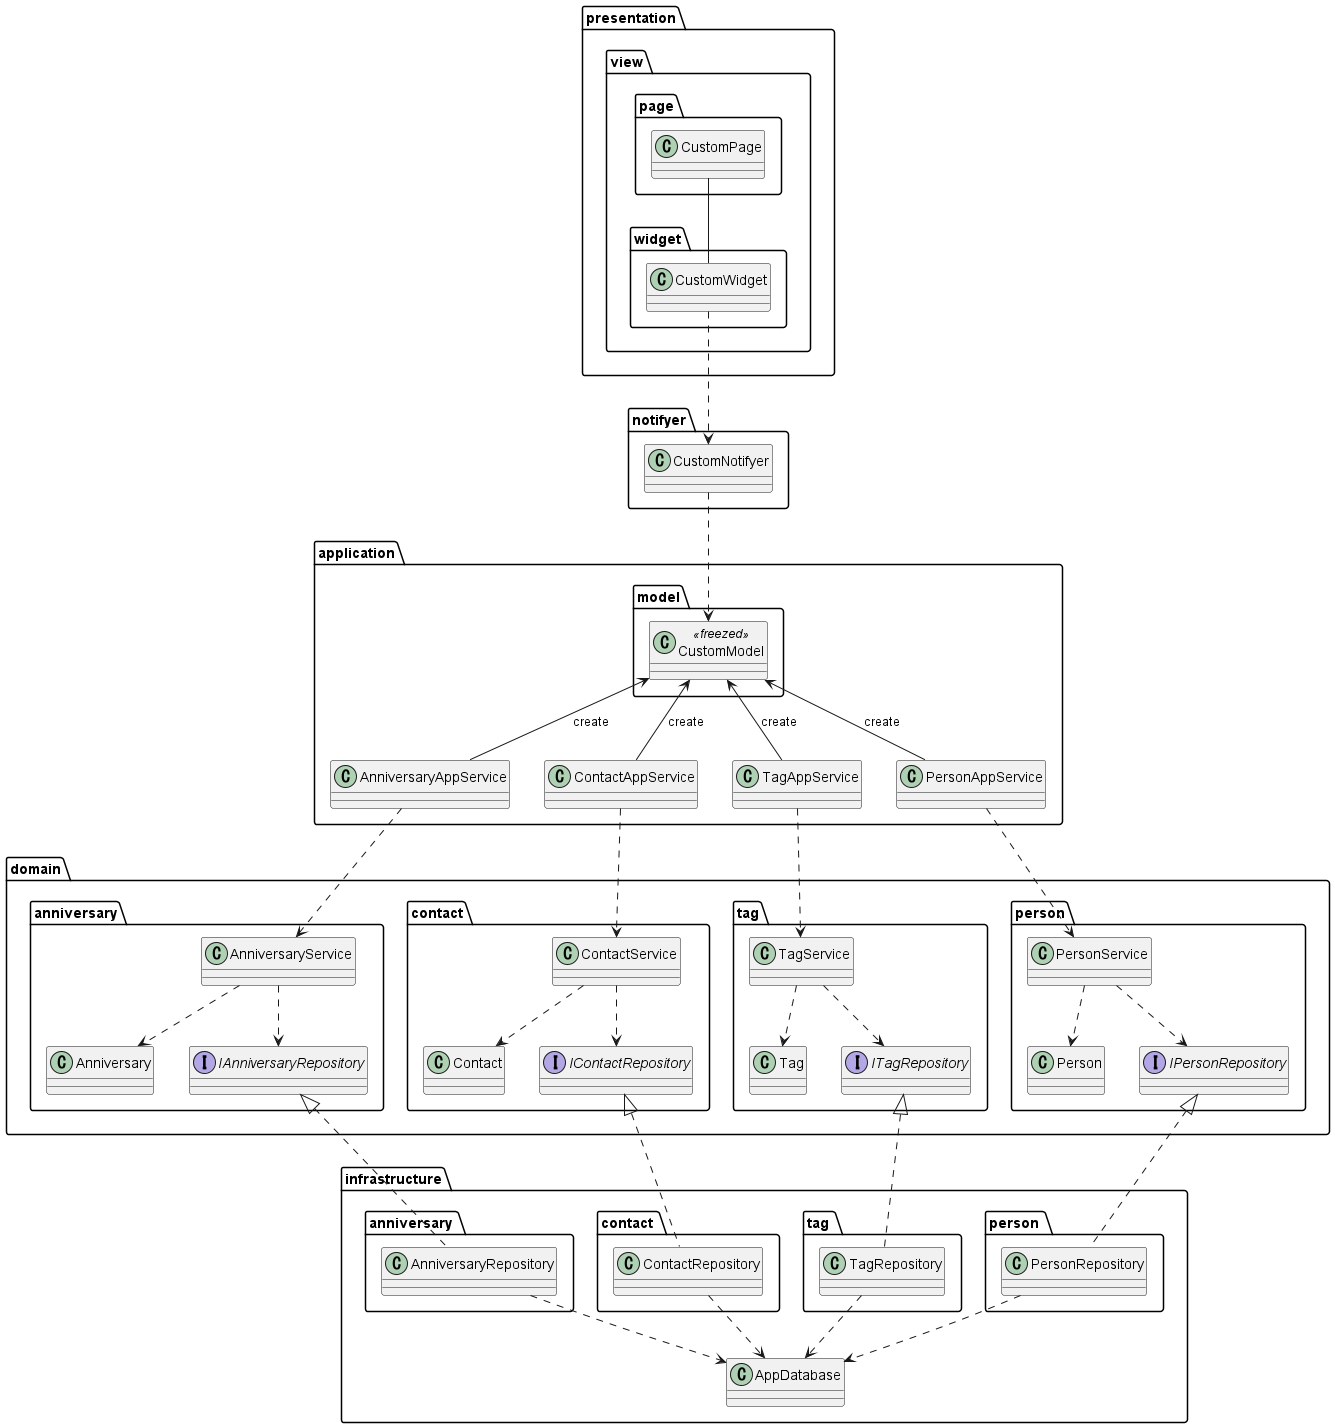 presentation
view
page
C CustomPage
widget
C CustomWidget
notifyer
C CustomNotifyer
application
model
«freezed»
C CustomModel
create
create
create
create
C AnniversaryAppService
C ContactAppService
C TagAppService
C PersonAppService
domain
anniversary
contact
tag
person
C AnniversaryService
C ContactService
C TagService
C PersonService
C Anniversary
I IAnniversaryRepository
C Contact
I IContactRepository
C Tag
I ITagRepository
C Person
I IPersonRepository
infrastructure
anniversary
contact
tag
person
C AnniversaryRepository
C ContactRepository
C TagRepository
C PersonRepository
C AppDatabase